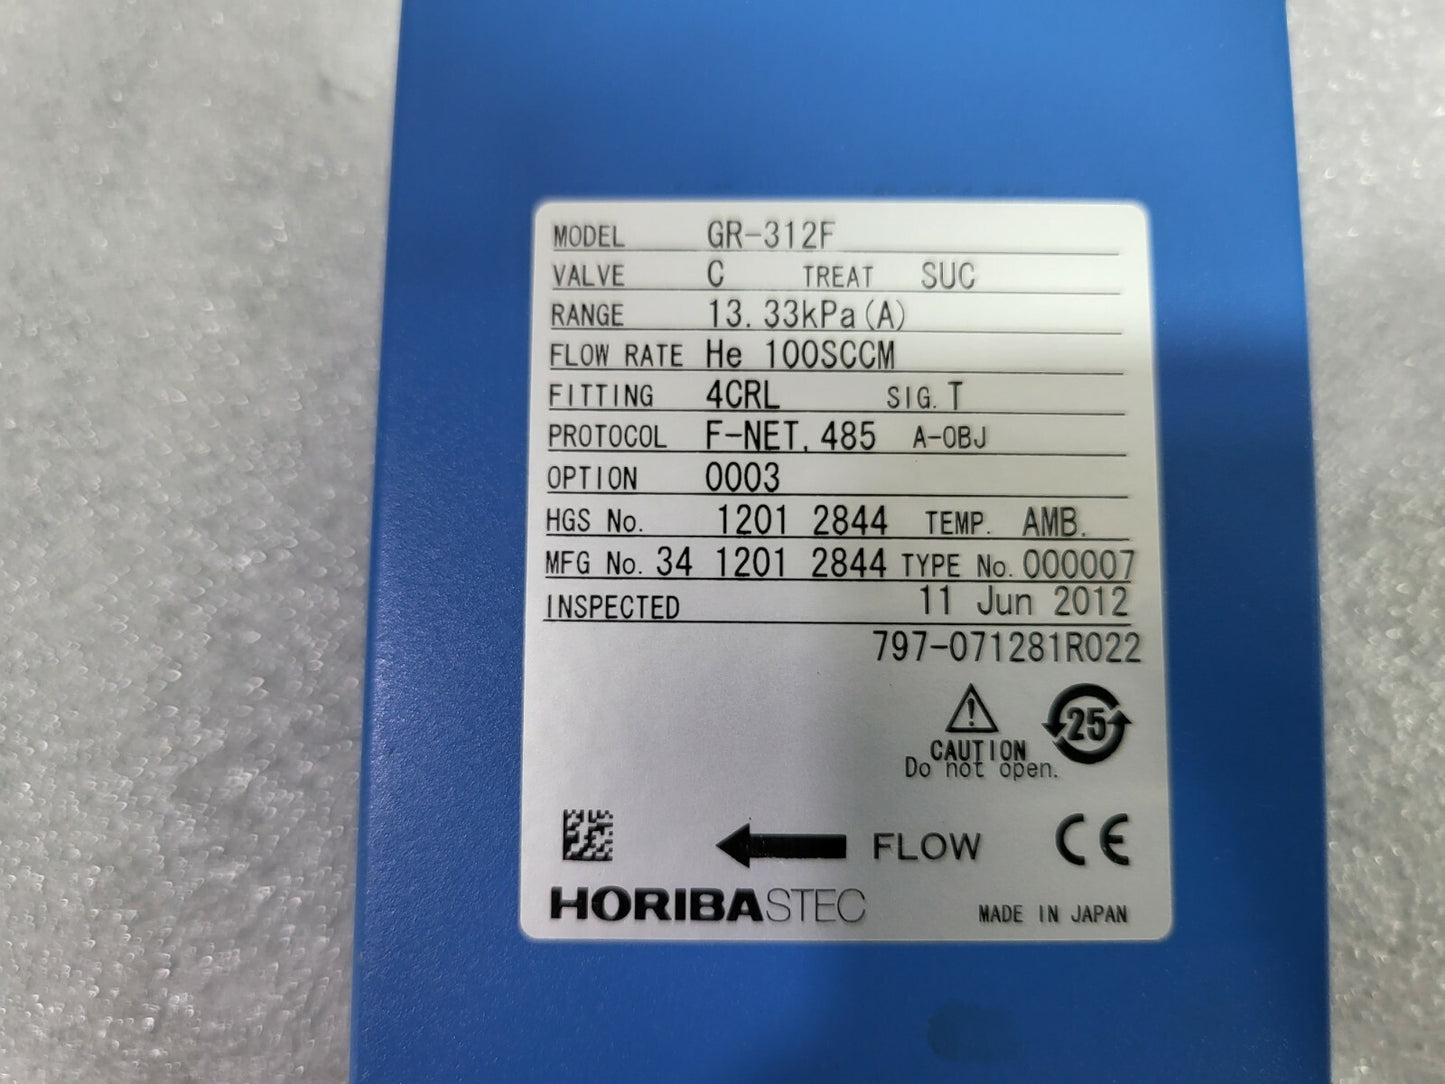 MODEL GR-312F
VALVE C TREAT SUC
RANGE 13.33kPa(A)
FLOW RATE He 100SCCM
FITTING 4CRL SIG. T
PROTOCOL F-NET, 485 A-OBJ
OPTION 0003
HGS No. 1201 2844 TEMP. AMB.
MFG No. 34 1201 2844 TYPE No. 000007
INSPECTED 11 Jun 2012
797-071281R022
25
CAUTION
Do not open.
FLOW CE
HORIBASTEC
MADE IN JAPAN